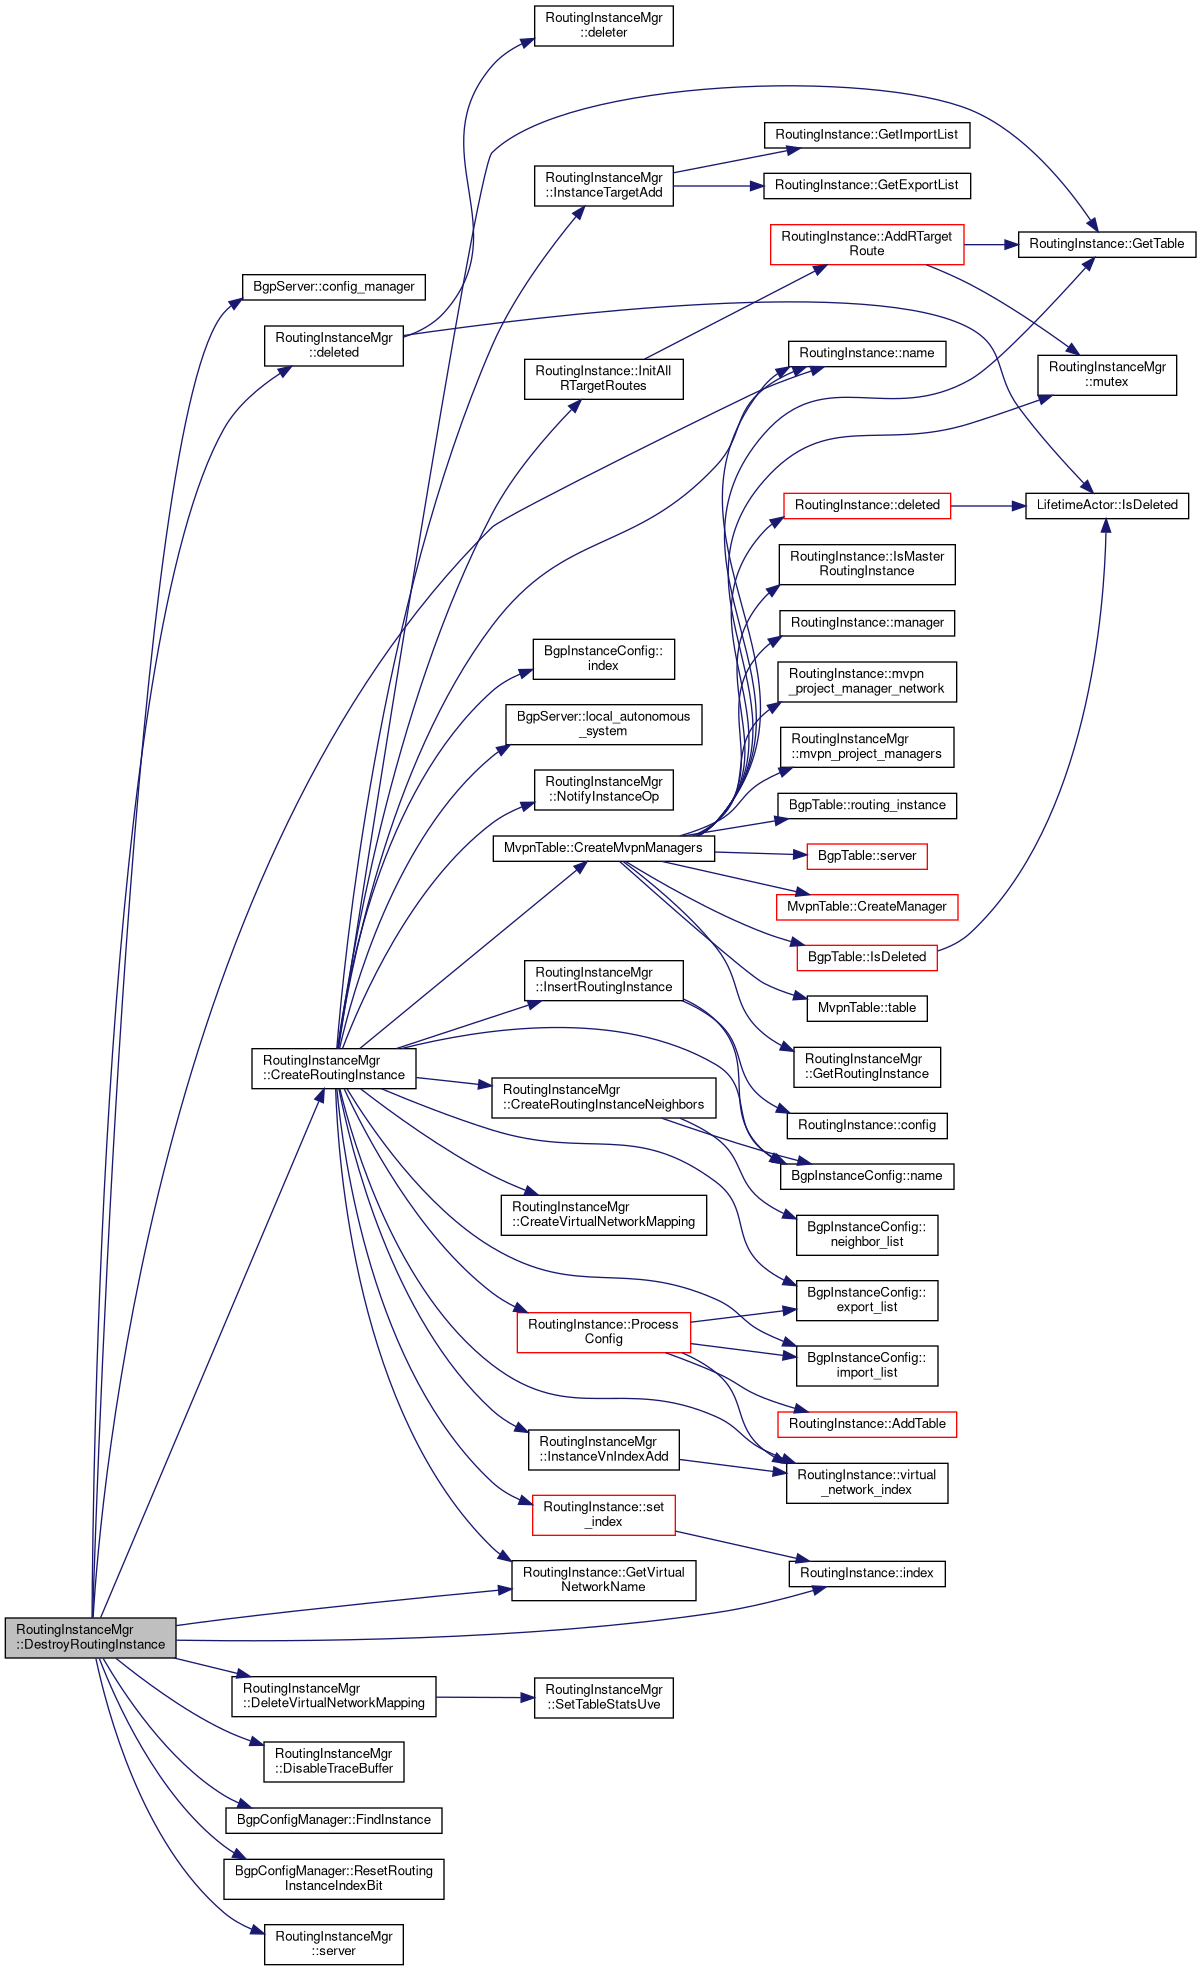 RoutingInstanceMgr
::deleter
RoutingInstance::GetImportList
RoutingInstanceMgr
::InstanceTargetAdd
RoutingInstance::GetExportList
RoutingInstance::AddRTarget
Route
RoutingInstance::GetTable
BgpServer::config_manager
RoutingInstanceMgr
::deleted
RoutingInstance::name
RoutingInstance::InitAll
RTargetRoutes
RoutingInstanceMgr
::mutex
RoutingInstance::deleted
LifetimeActor::IsDeleted
RoutingInstance::IsMaster
RoutingInstance
RoutingInstance::manager
BgpInstanceConfig::
index
RoutingInstance::mvpn
_project_manager_network
BgpServer::local_autonomous
_system
RoutingInstanceMgr
::mvpn_project_managers
RoutingInstanceMgr
::NotifyInstanceOp
BgpTable::routing_instance
MvpnTable::CreateMvpnManagers
BgpTable::server
MvpnTable::CreateManager
BgpTable::IsDeleted
RoutingInstanceMgr
::InsertRoutingInstance
MvpnTable::table
RoutingInstanceMgr
::CreateRoutingInstance
RoutingInstanceMgr
::GetRoutingInstance
RoutingInstanceMgr
::CreateRoutingInstanceNeighbors
RoutingInstance::config
BgpInstanceConfig::name
RoutingInstanceMgr
::CreateVirtualNetworkMapping
BgpInstanceConfig::
neighbor_list
BgpInstanceConfig::
export_list
RoutingInstance::Process
Config
BgpInstanceConfig::
import_list
RoutingInstance::AddTable
RoutingInstanceMgr
::InstanceVnIndexAdd
RoutingInstance::virtual
_network_index
RoutingInstance::set
_index
RoutingInstance::GetVirtual
NetworkName
RoutingInstance::index
RoutingInstanceMgr
::DestroyRoutingInstance
RoutingInstanceMgr
::DeleteVirtualNetworkMapping
RoutingInstanceMgr
::SetTableStatsUve
RoutingInstanceMgr
::DisableTraceBuffer
BgpConfigManager::FindInstance
BgpConfigManager::ResetRouting
InstanceIndexBit
RoutingInstanceMgr
::server